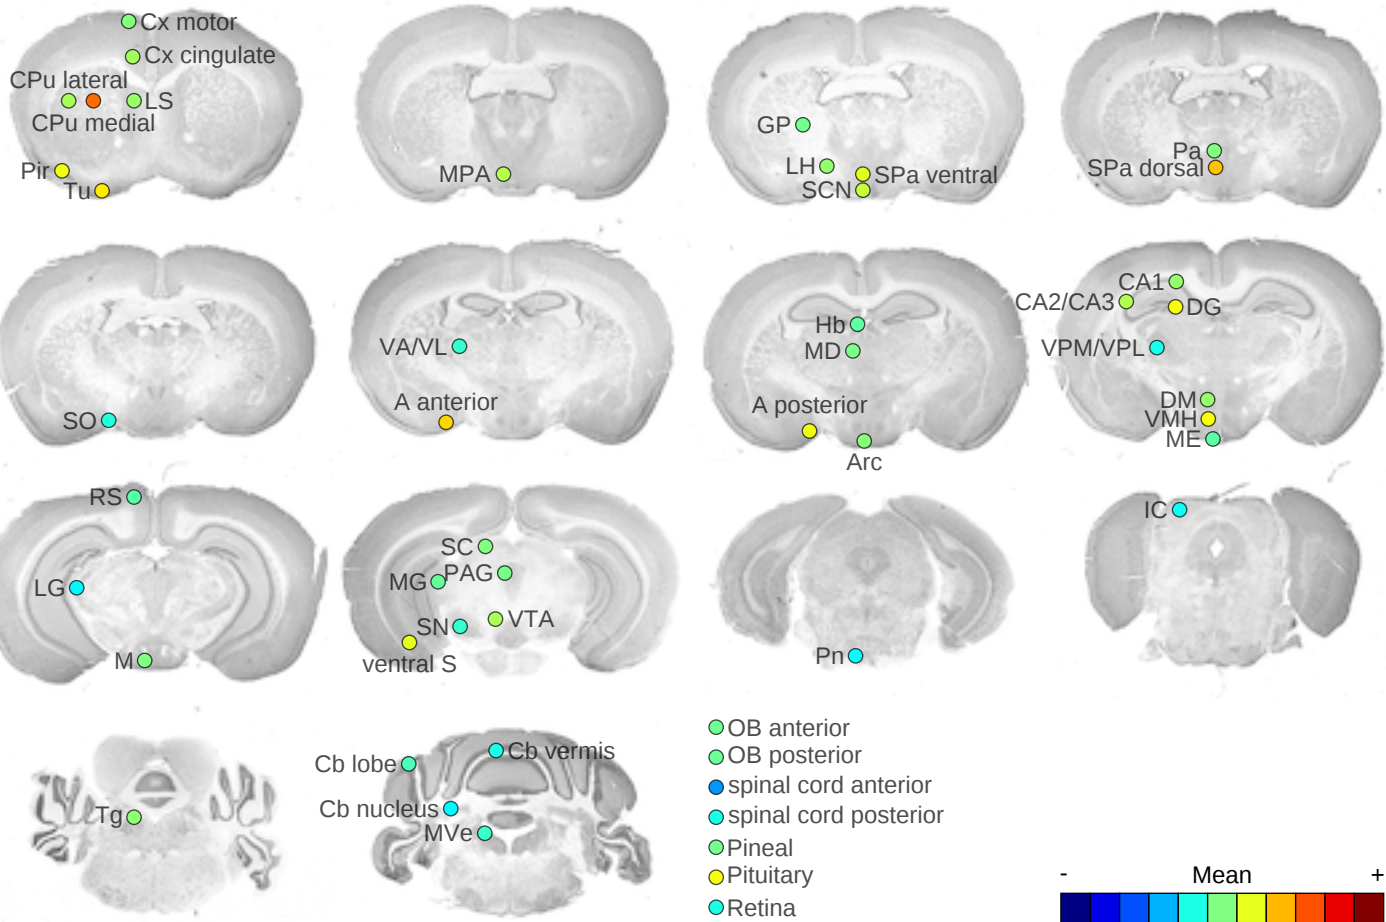 Cx motor
Cx cingulate
CPu lateral
LS
CPu medial
Pir
Tu
MPA
GP
LH
SPa ventral
SCN
Pa
SPa dorsal
SO
VA/VL
A anterior
Hb
MD
A posterior
Arc
CA1
CA2/CA3
DG
VPM/VPL
DM
VMH
ME
RS
LG
M
SC
MG
PAG
SN
VTA
ventral S
Pn
IC
Tg
Cb lobe
Cb vermis
Cb nucleus
MVe
OB anterior
OB posterior
spinal cord anterior
spinal cord posterior
Pineal
Pituitary
Retina
- Mean +